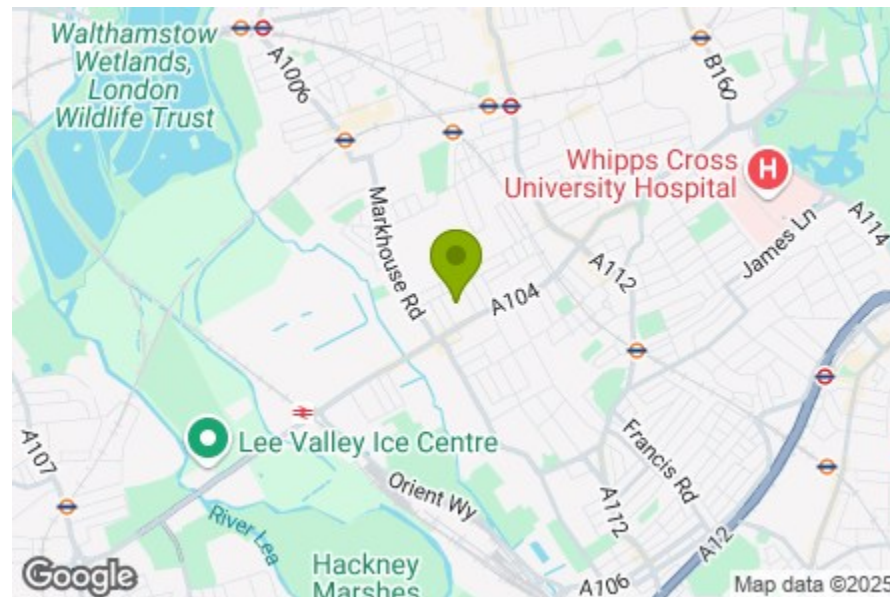 Walthamstow
Wetlands,
London
Wildlife Trust
A1006
B160
Whipps Cross
University Hospital
H
James Ln
A114
Markhouse Rd
A112
A104
Lee Valley Ice Centre
A107
Orient Wy
Francis Rd
A112
River Lea
A12
Hackney
Marshes
A106
Google
Map data ©2025